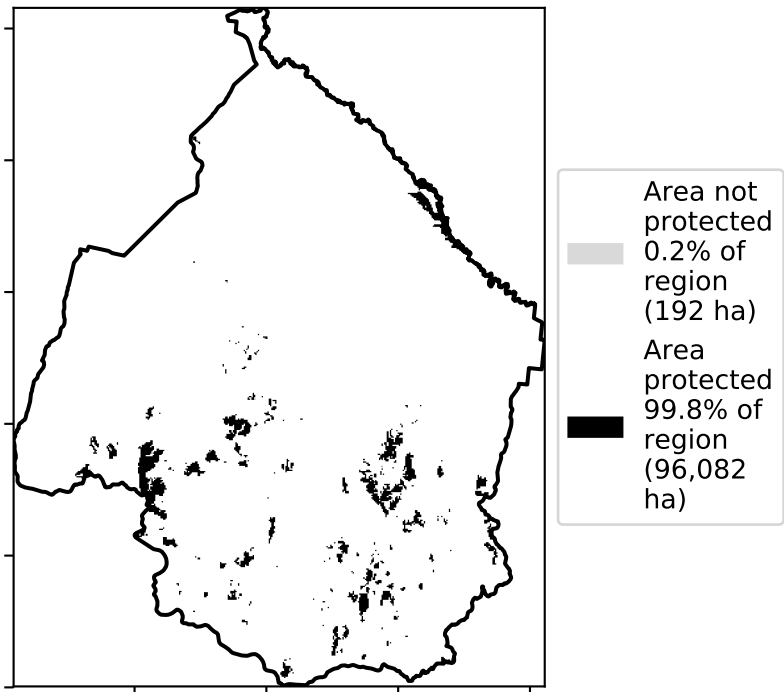 Area not
protected
0.2% of
region
(192 ha)
Area
protected
99.8% of
region
(96,082
ha)